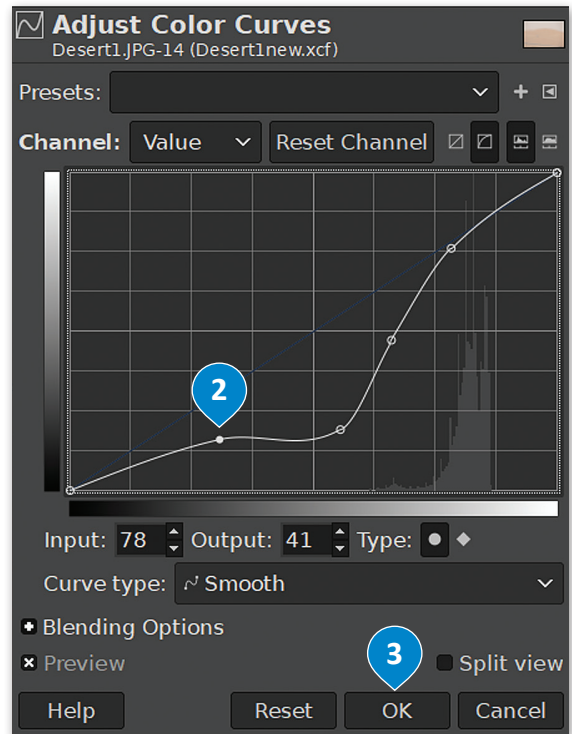 Adjust Color Curves
Desert1.JPG-14 (Desert1new.xcf)
Presets:
Channel: Value Reset Channel
2
Input: 78 Output: 41 Type:
Curve type: Smooth
Blending Options
3
Preview Split view
Help Reset OK Cancel